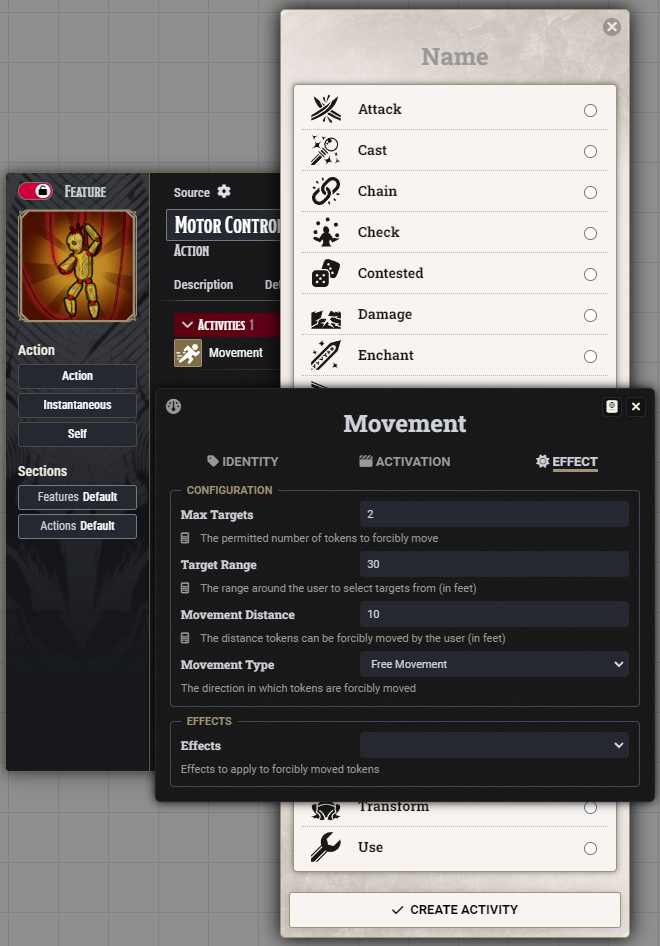 Name
Attack
Cast
Chain
Check
Contested
Damage
Enchant
Feature
Source
Motor Control
Action
Description
Activities 1
Movement
Action
Action
Instantaneous
Self
Sections
Features Default
Actions Default
Movement
IDENTITY
ACTIVATION
EFFECT
CONFIGURATION
Max Targets
2
The permitted number of tokens to forcibly move
Target Range
30
The range around the user to select targets from (in feet)
Movement Distance
10
The distance tokens can be forcibly moved by the user (in feet)
Movement Type
Free Movement
The direction in which tokens are forcibly moved
EFFECTS
Effects
Effects to apply to forcibly moved tokens
Transform
Use
CREATE ACTIVITY